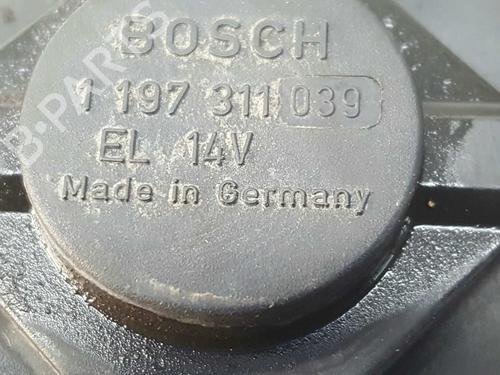 BOSCH
1 197 311 039
EL 14V
Made in Germany
B-PARTS